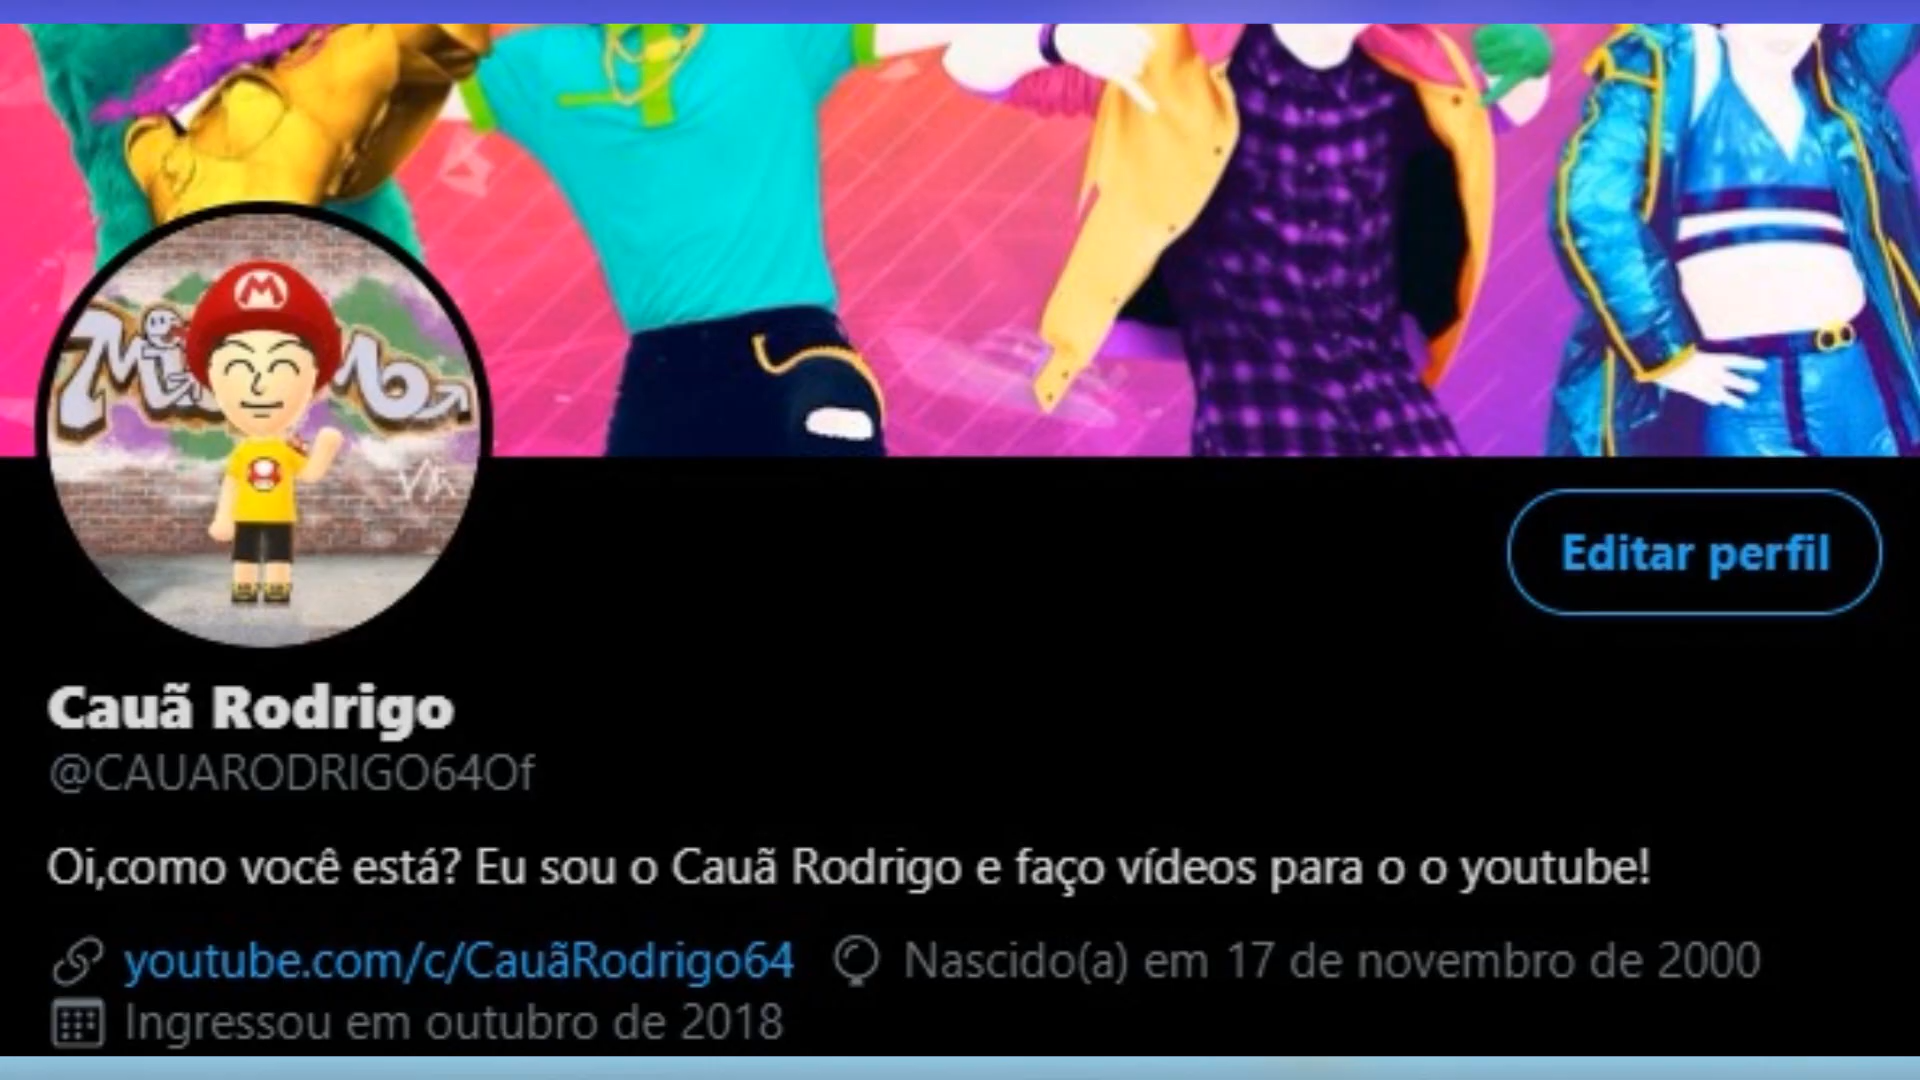 M
Editar perfil
Cauã Rodrigo
@CAUARODRIGO64Of
Oi,como você está? Eu sou o Cauã Rodrigo e faço vídeos para o o youtube!
youtube.com/c/CauãRodrigo64 Nascido(a) em 17 de novembro de 2000
Ingressou em outubro de 2018